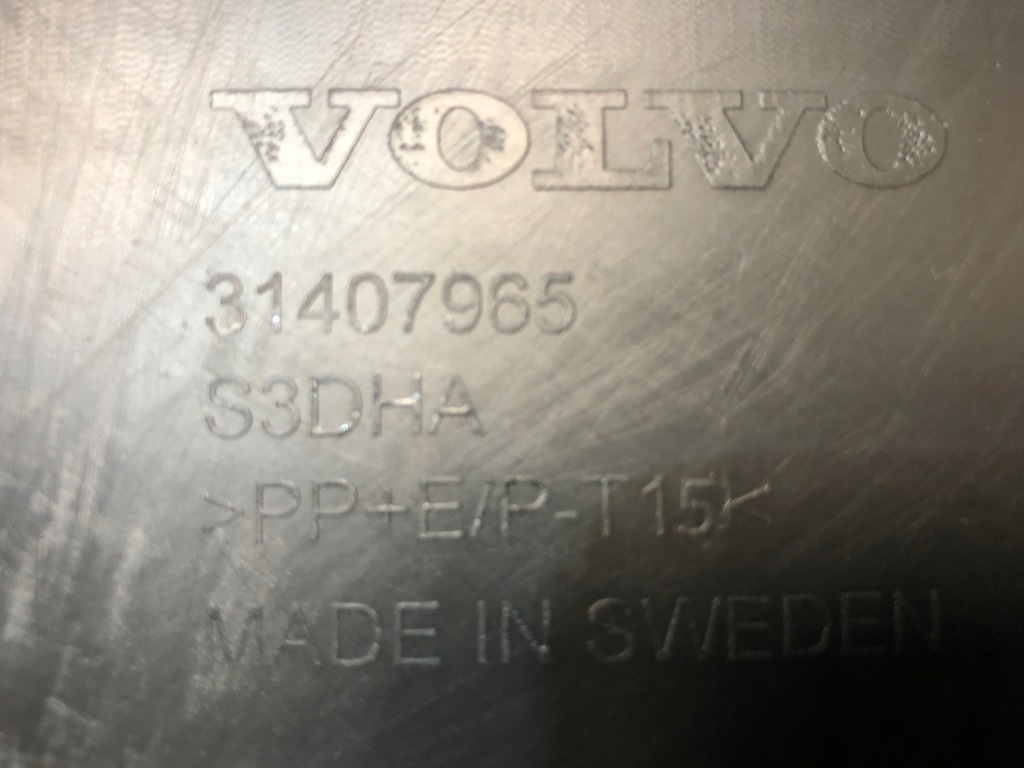 VOLVO
31407965
S3DHA
>PP+E/P-T15<
MADE IN SWEDEN